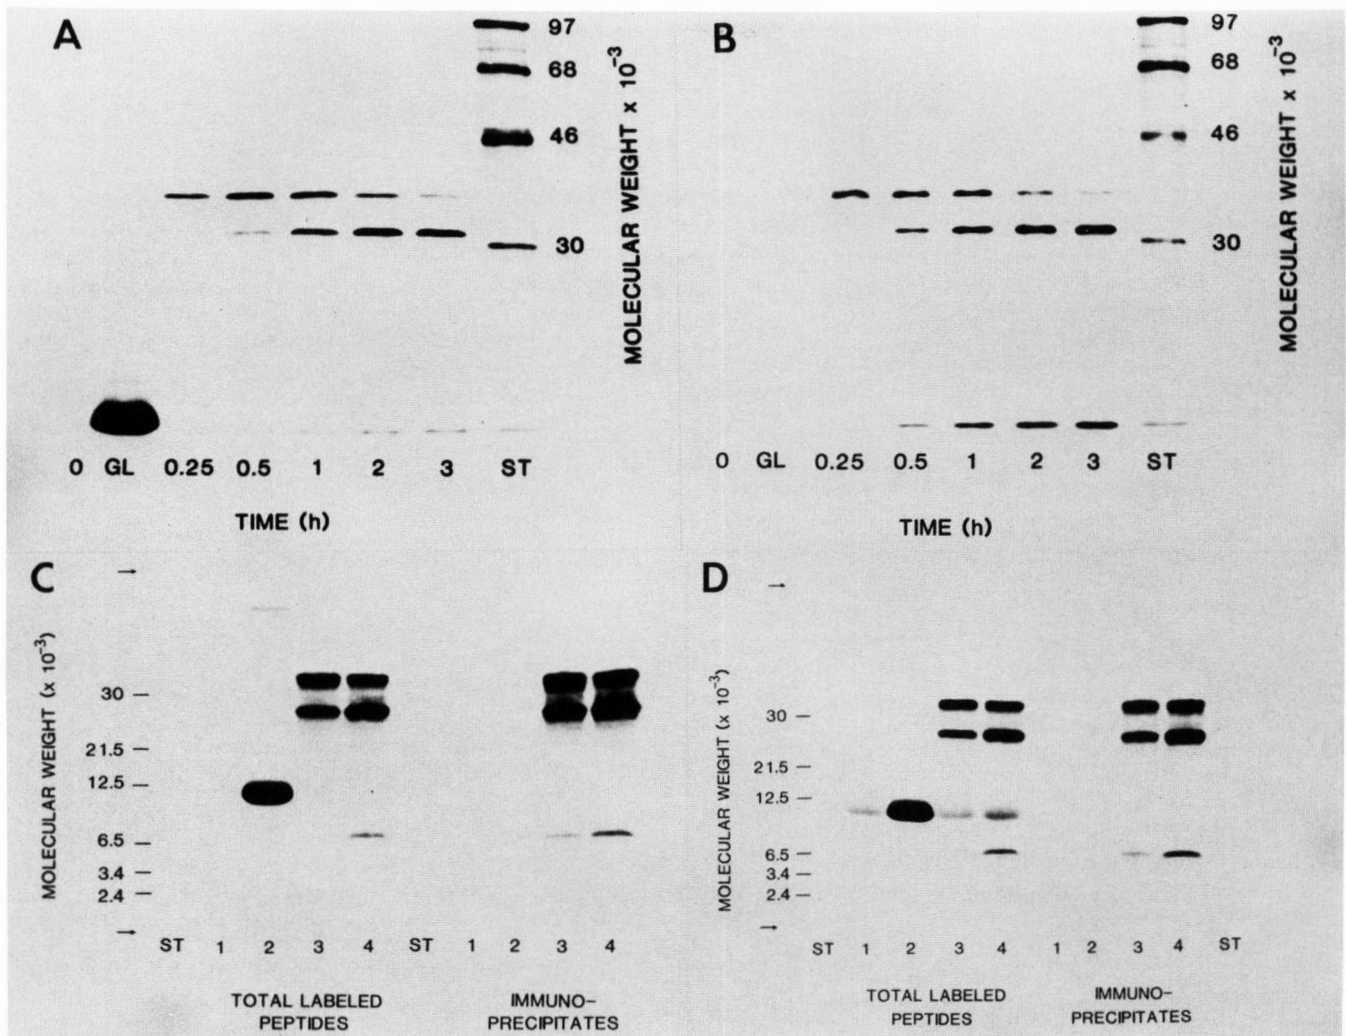 A
97
68
46
30
MOLECULAR WEIGHT x 10⁻³
0 GL 0.25 0.5 1 2 3 ST
TIME (h)
B
97
68
46
30
MOLECULAR WEIGHT x 10⁻³
0 GL 0.25 0.5 1 2 3 ST
TIME (h)
C
→
MOLECULAR WEIGHT (x 10⁻³)
30 –
21.5 –
12.5 –
6.5 –
3.4 –
2.4 –
→
ST 1 2 3 4 ST 1 2 3 4
TOTAL LABELED
PEPTIDES
IMMUNO-
PRECIPITATES
D
→
MOLECULAR WEIGHT (x 10⁻³)
30 –
21.5 –
12.5 –
6.5 –
3.4 –
2.4 –
→
ST 1 2 3 4 1 2 3 4 ST
TOTAL LABELED
PEPTIDES
IMMUNO-
PRECIPITATES